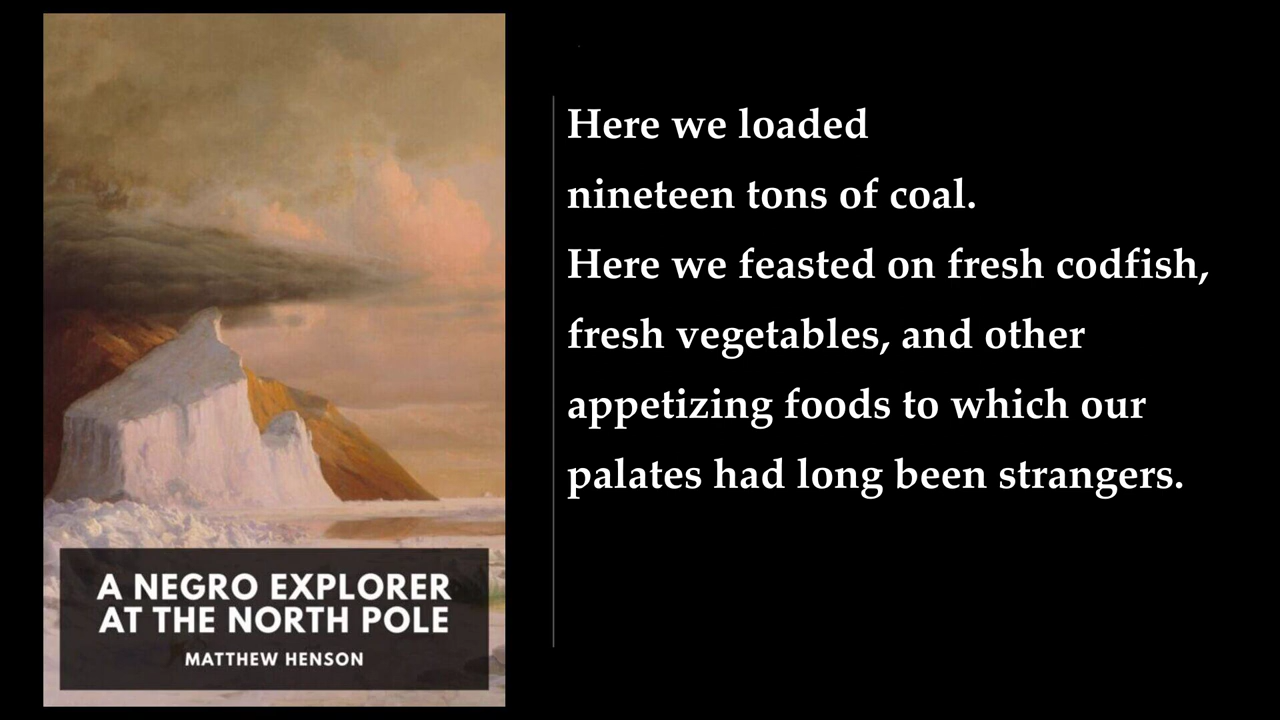 A NEGRO EXPLORER
AT THE NORTH POLE
MATTHEW HENSON
Here we loaded
nineteen tons of coal.
Here we feasted on fresh codfish,
fresh vegetables, and other
appetizing foods to which our
palates had long been strangers.